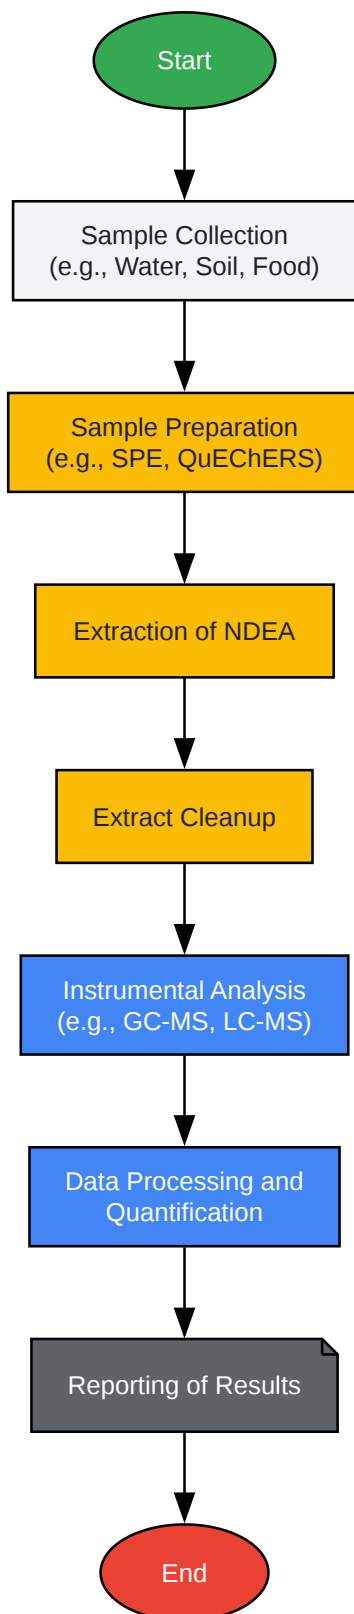 Start
Sample Collection
(e.g., Water, Soil, Food)
Sample Preparation
(e.g., SPE, QuEChERS)
Extraction of NDEA
Extract Cleanup
Instrumental Analysis
(e.g., GC-MS, LC-MS)
Data Processing and
Quantification
Reporting of Results
End